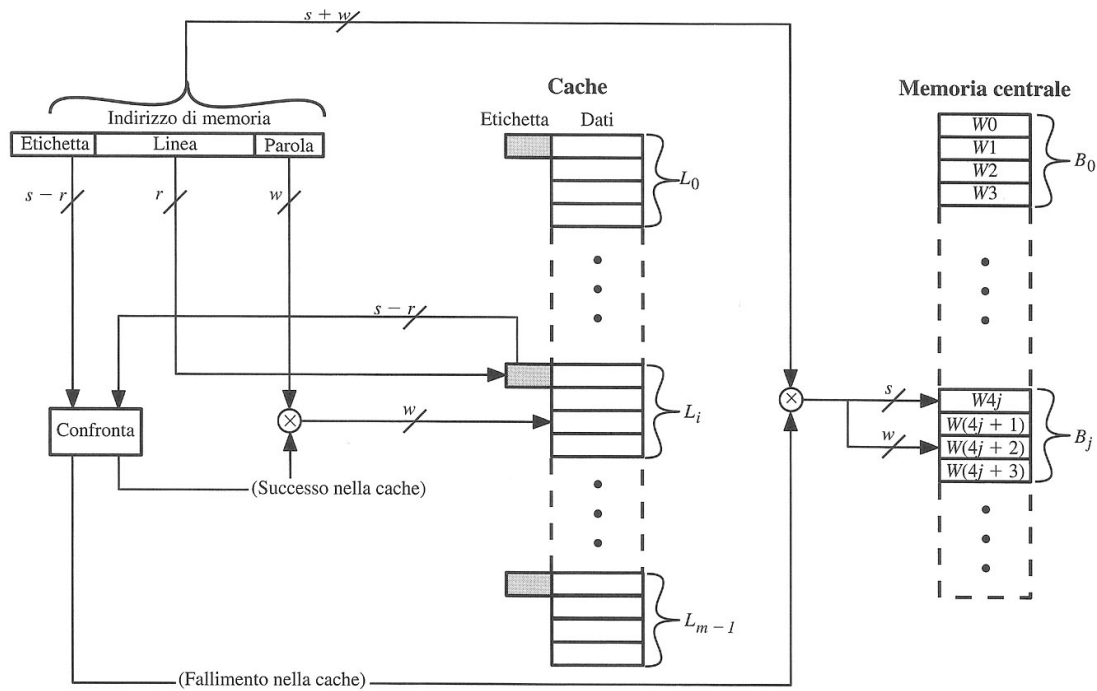 s + w
Cache
Memoria centrale
Indirizzo di memoria
Etichetta Dati
Etichetta Linea Parola
W0
W1
W2
W3
B0
L0
s – r
r
w
s – r
Li
w
Confronta
(Successo nella cache)
s
w
W4j
W(4j + 1)
W(4j + 2)
W(4j + 3)
Bj
Lm – 1
(Fallimento nella cache)